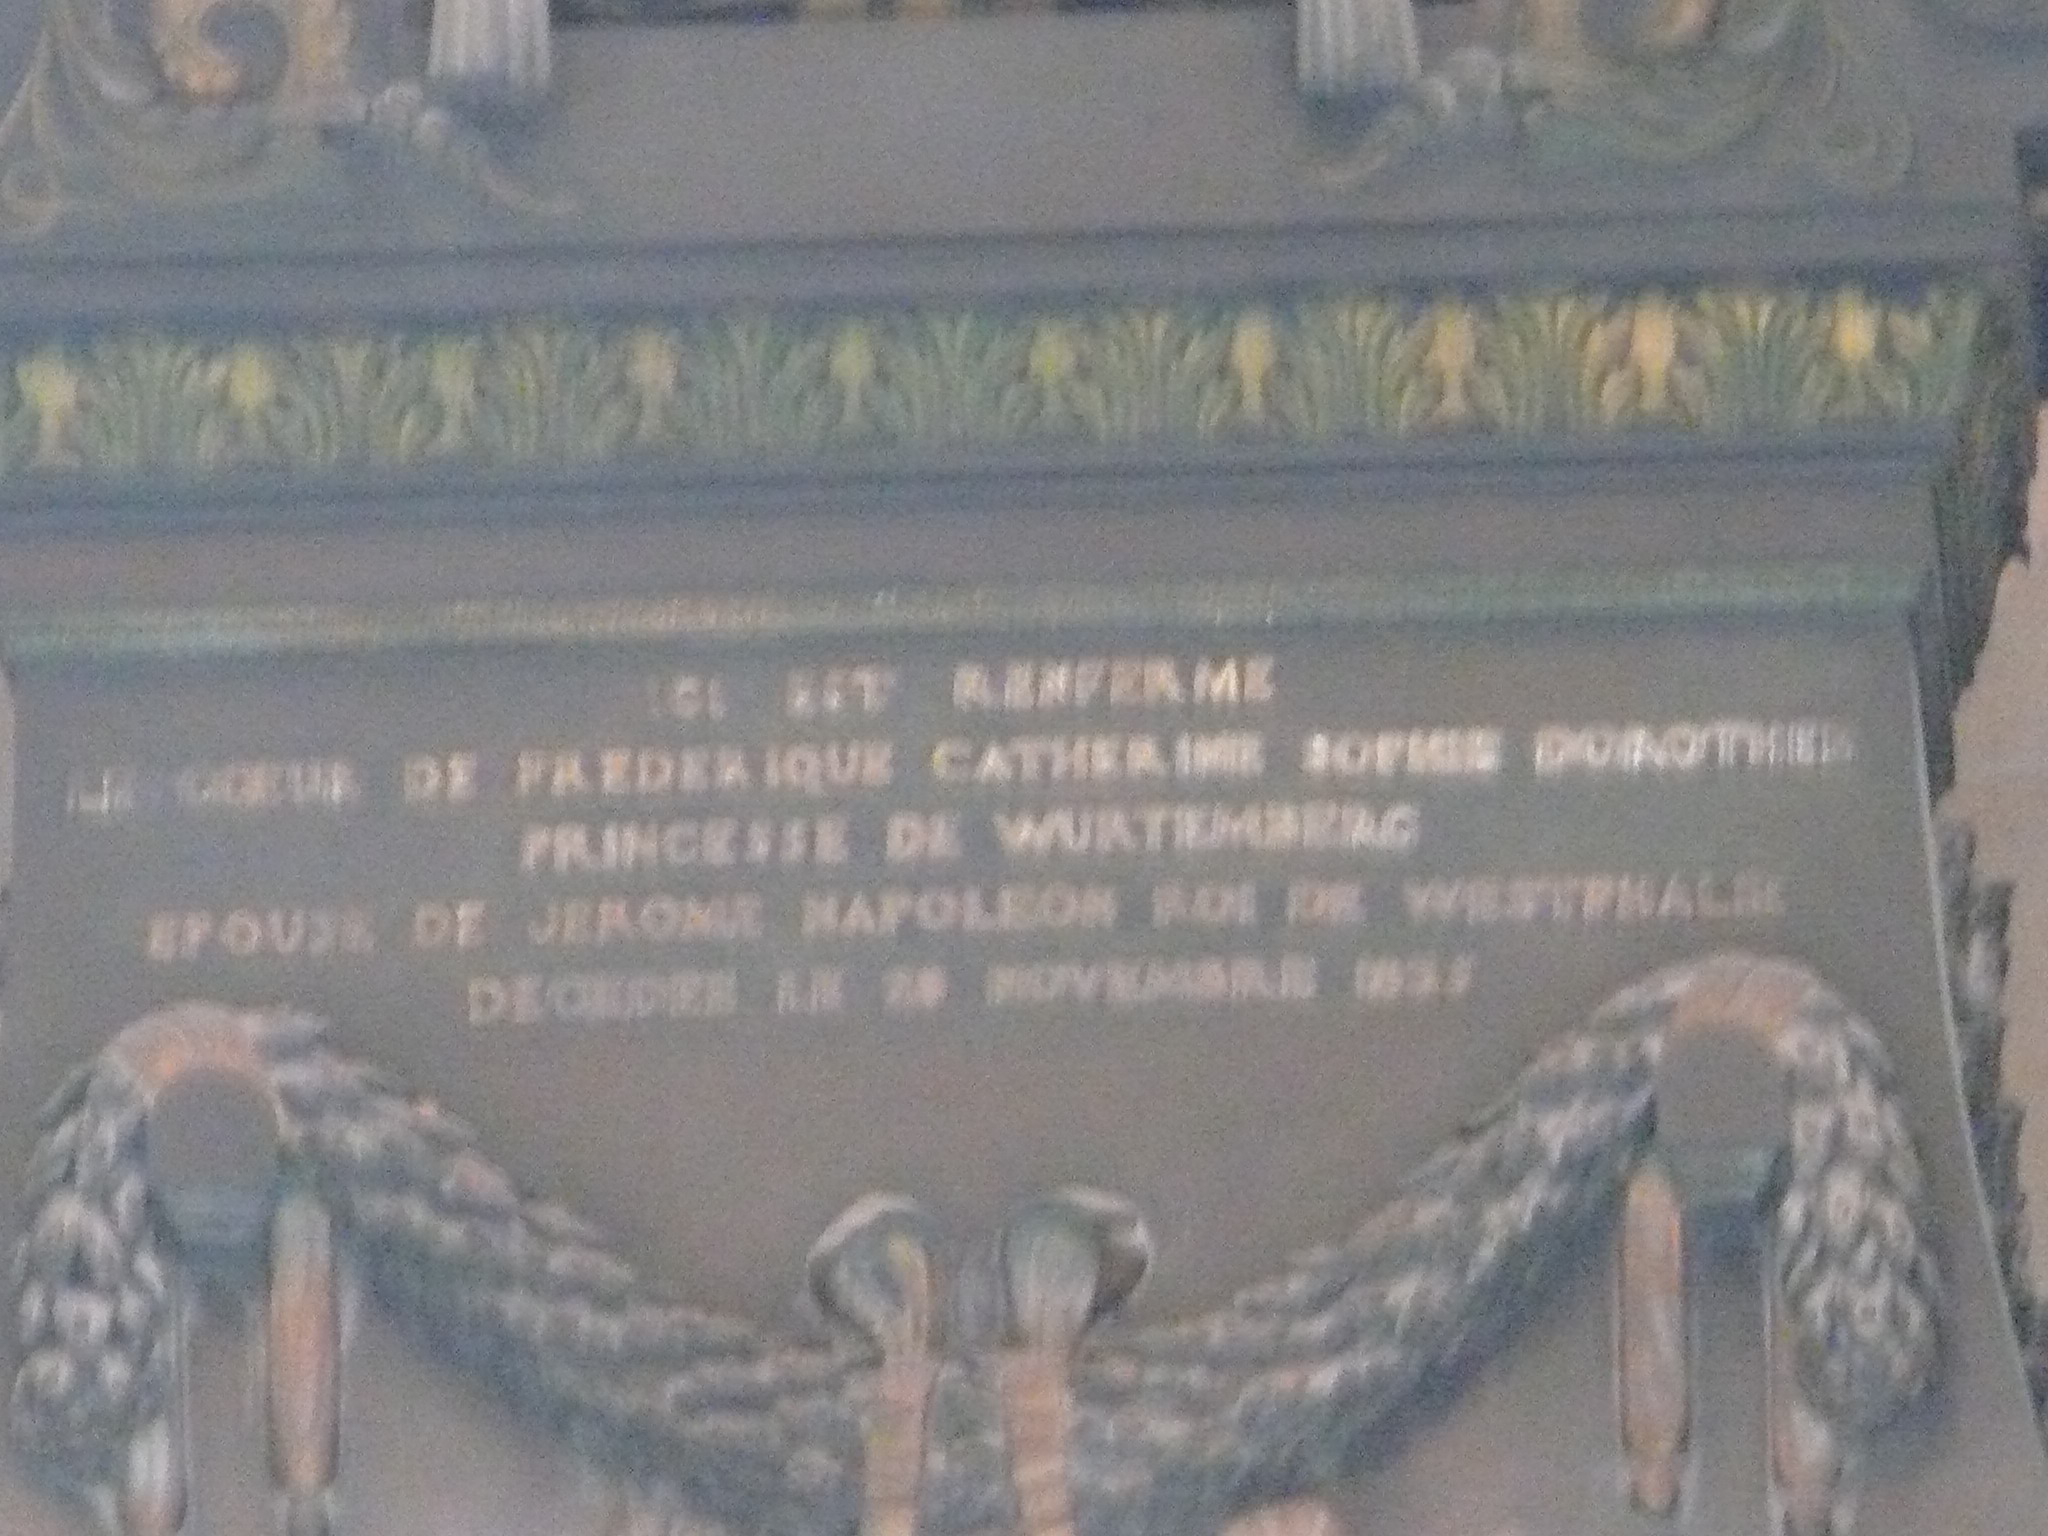 ICI EST RENFERME
LE CŒUR DE FREDERIQUE CATHERINE SOPHIE DOROTHEE
PRINCESSE DE WURTEMBERG
EPOUSE DE JEROME NAPOLEON ROI DE WESTPHALIE
DECEDEE LE 28 NOVEMBRE 1835